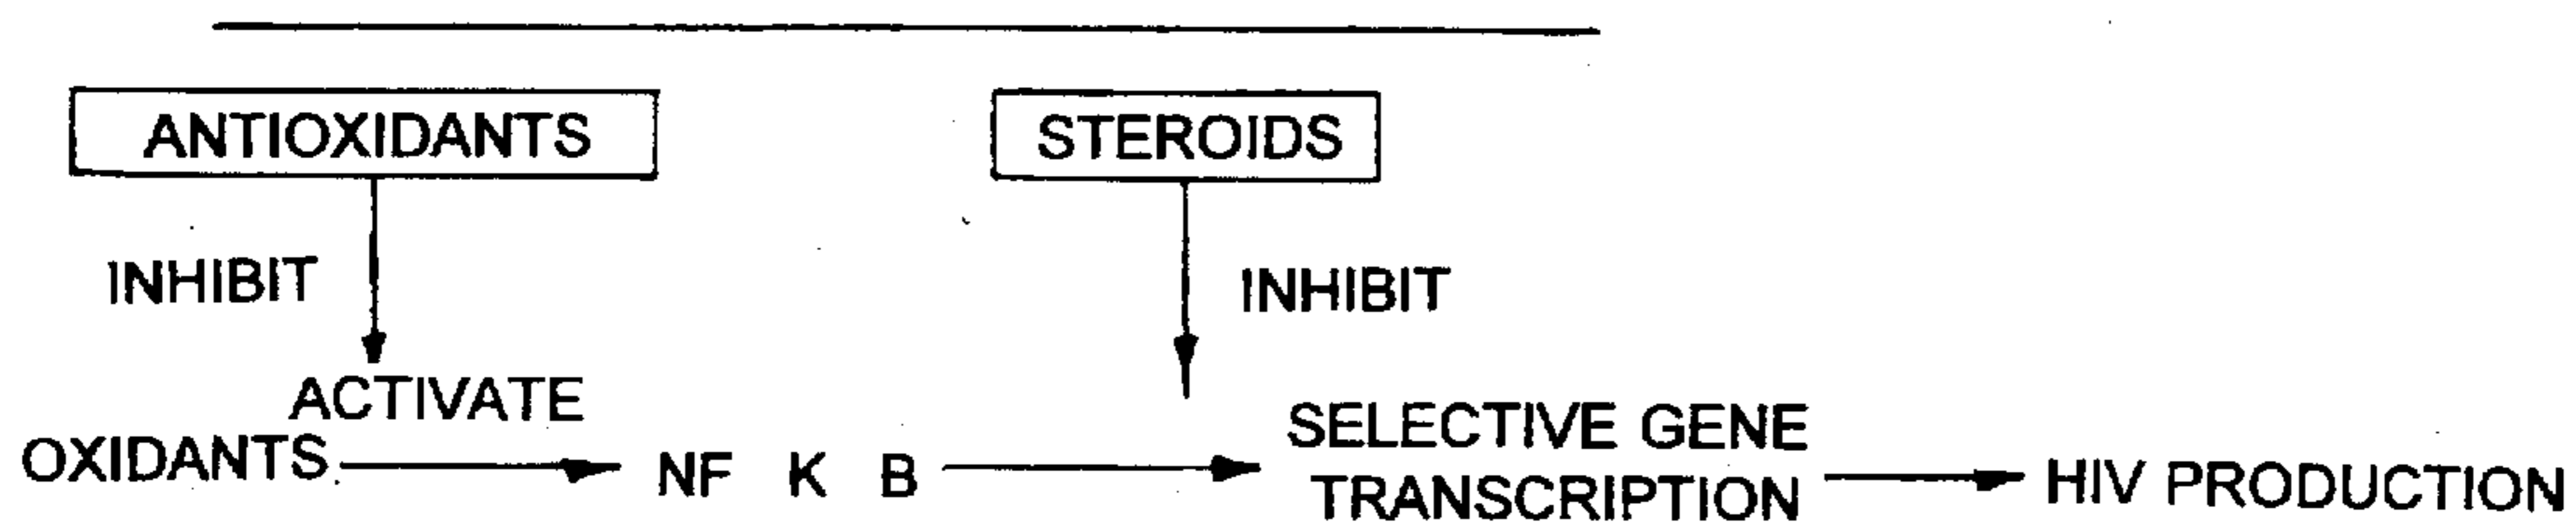 ANTIOXIDANTS
STEROIDS
INHIBIT
INHIBIT
ACTIVATE
OXIDANTS
NF K B
SELECTIVE GENE
TRANSCRIPTION
HIV PRODUCTION